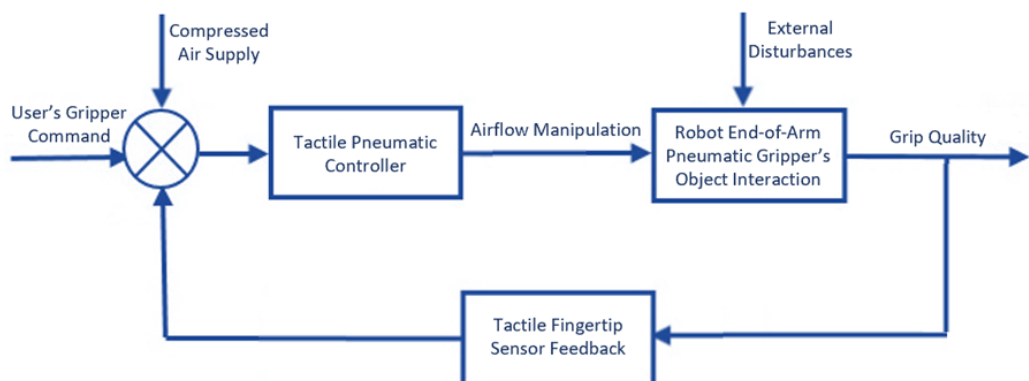 Compressed
Air Supply
External
Disturbances
User's Gripper
Command
Tactile Pneumatic
Controller
Airflow Manipulation
Robot End-of-Arm
Pneumatic Gripper's
Object Interaction
Grip Quality
Tactile Fingertip
Sensor Feedback